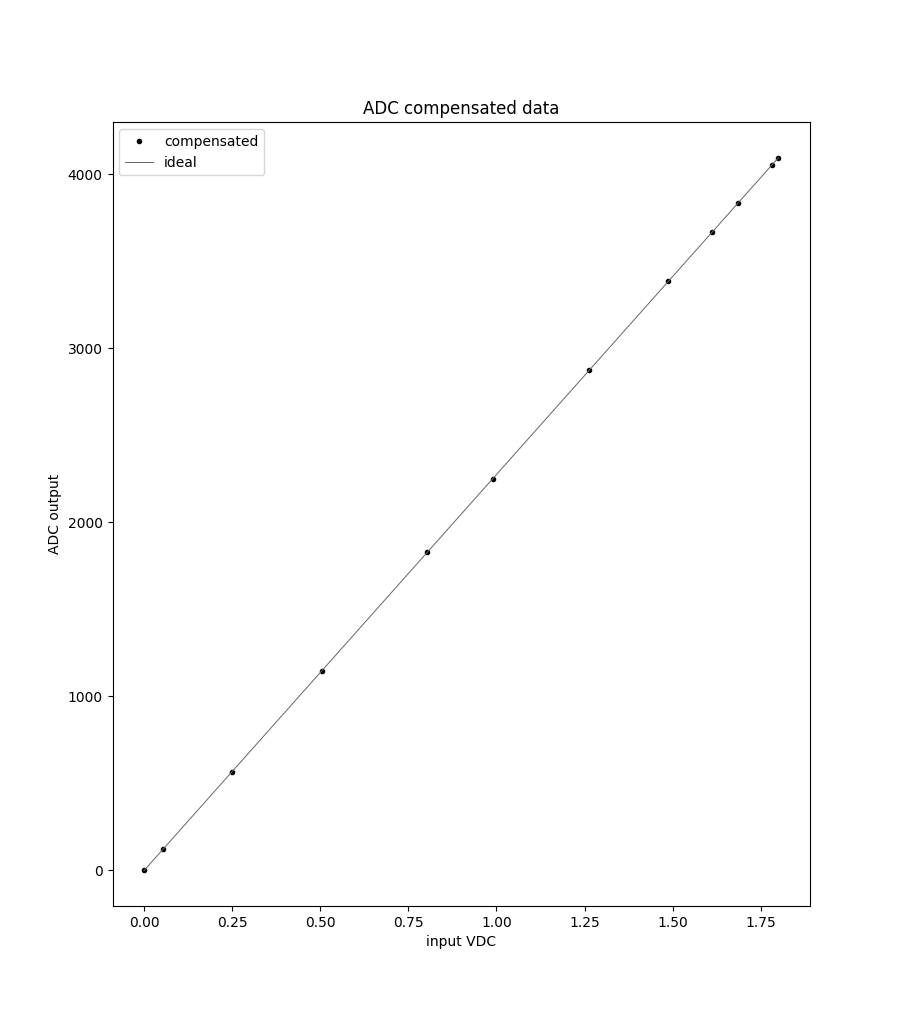 ADC compensated data
compensated
ideal
4000
3000
2000
1000
0
ADC output
0.00 0.25 0.50 0.75 1.00 1.25 1.50 1.75
input VDC